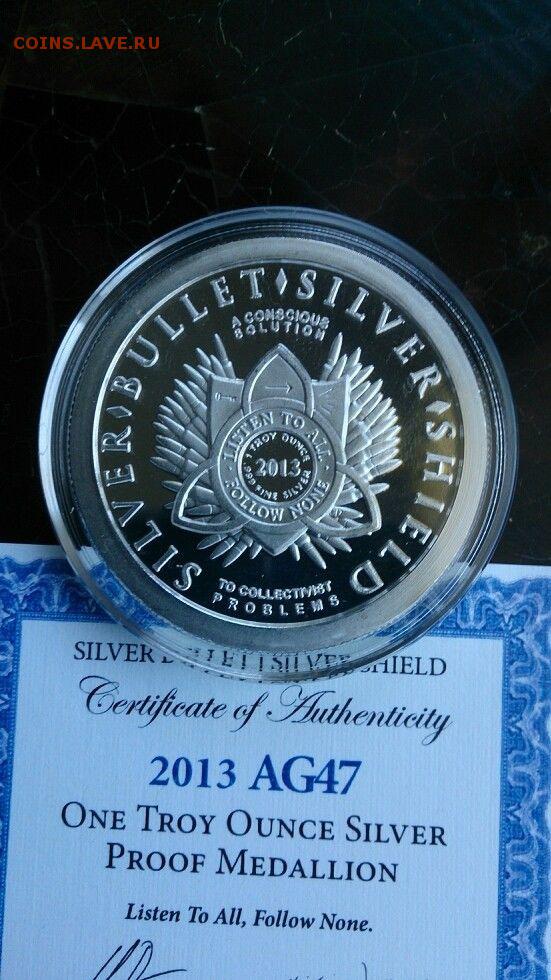 COINS.LAVE.RU
SILVER BULLET SILVER SHIELD
A CONSCIOUS
SOLUTION
LISTEN TO ALL
TROY OUNCE
2013
.999 FINE SILVER
FOLLOW NONE
TO COLLECTIVIST
PROBLEMS
SILVER BULLET SILVER SHIELD
Certificate of Authenticity
2013 AG47
ONE TROY OUNCE SILVER
PROOF MEDALLION
Listen To All, Follow None.